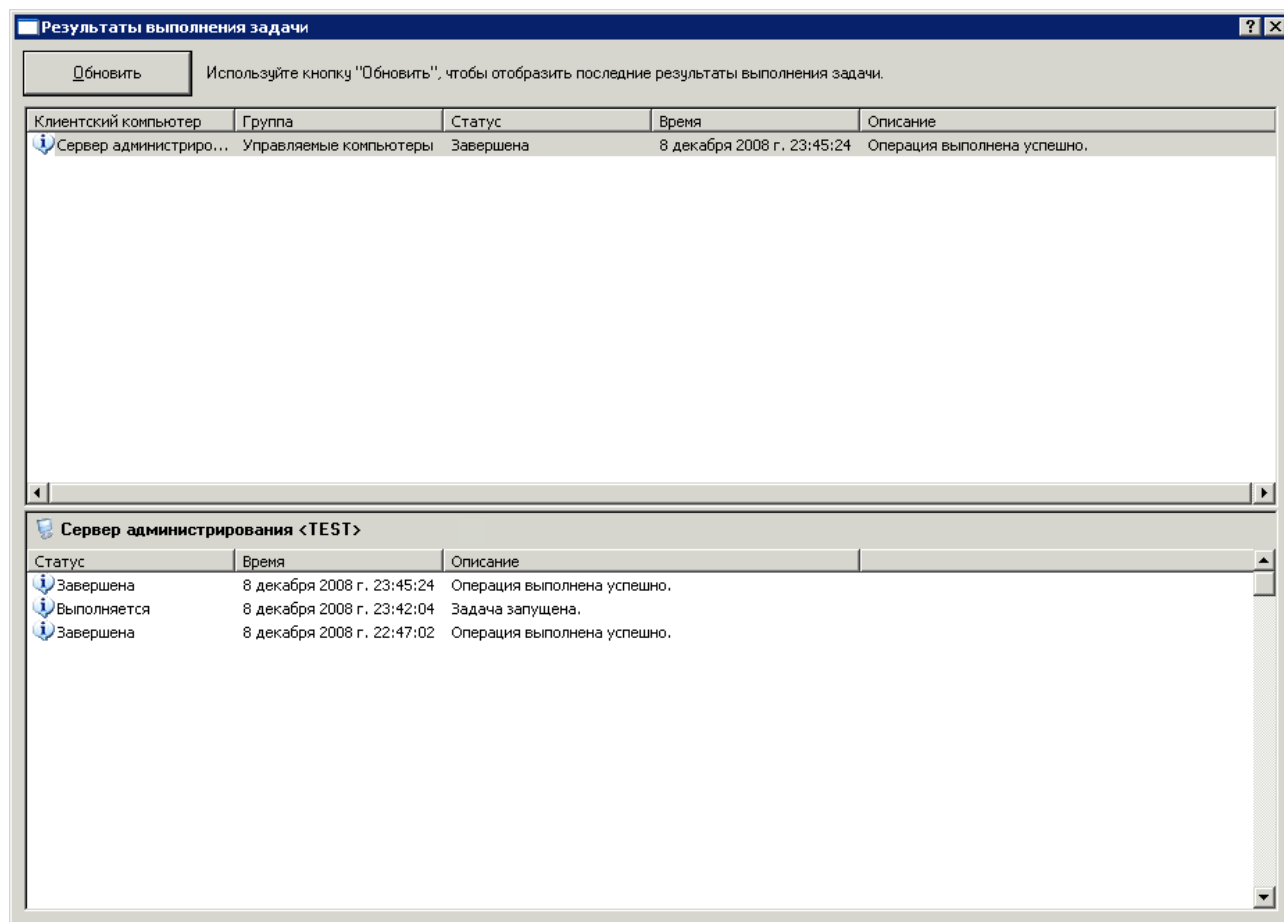 Результаты выполнения задачи
Обновить Используйте кнопку "Обновить", чтобы отобразить последние результаты выполнения задачи.
Клиентский компьютер Группа Статус Время Описание
Сервер администриро... Управляемые компьютеры Завершена 8 декабря 2008 г. 23:45:24 Операция выполнена успешно.
Сервер администрирования <TEST>
Статус Время Описание
Завершена 8 декабря 2008 г. 23:45:24 Операция выполнена успешно.
Выполняется 8 декабря 2008 г. 23:42:04 Задача запущена.
Завершена 8 декабря 2008 г. 22:47:02 Операция выполнена успешно.